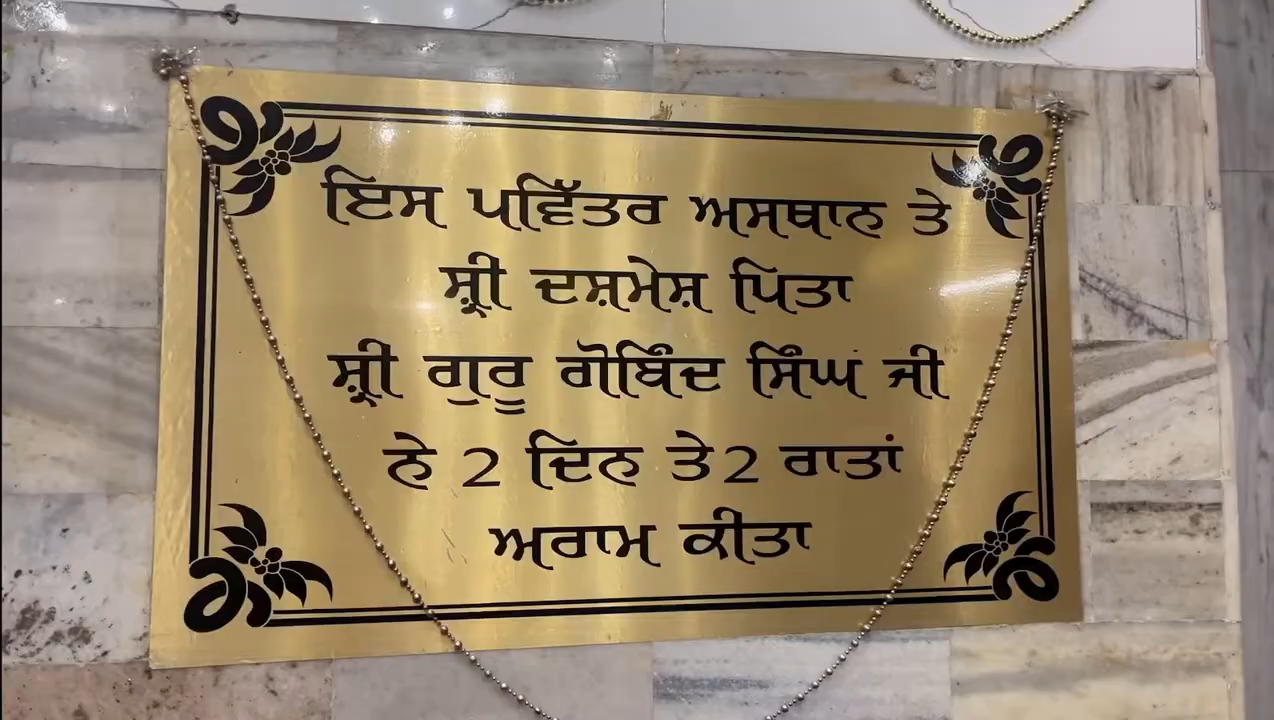 ਇਸ ਪਵਿੱਤਰ ਅਸਥਾਨ ਤੇ
ਸ਼੍ਰੀ ਦਸ਼ਮੇਸ਼ ਪਿਤਾ
ਸ਼੍ਰੀ ਗੁਰੂ ਗੋਬਿੰਦ ਸਿੰਘ ਜੀ
ਨੇ 2 ਦਿਨ ਤੇ 2 ਰਾਤਾਂ
ਅਰਾਮ ਕੀਤਾ